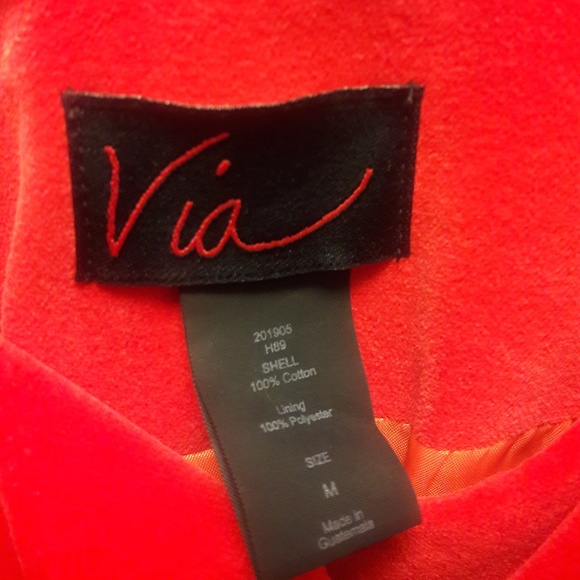 Via
201905
H89
SHELL
100% Cotton
Lining
100% Polyester
SIZE
M
Made in
Guatemala